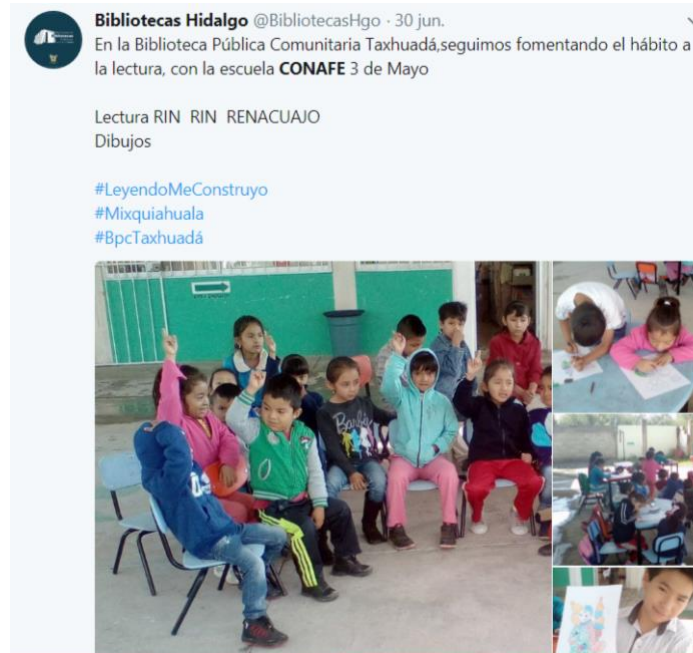 Bibliotecas Hidalgo @BibliotecasHgo · 30 jun.
En la Biblioteca Pública Comunitaria Taxhuadá,seguimos fomentando el hábito a
la lectura, con la escuela CONAFE 3 de Mayo
Lectura RIN RIN RENACUAJO
Dibujos
#LeyendoMeConstruyo
#Mixquiahuala
#BpcTaxhuadá
Barbie